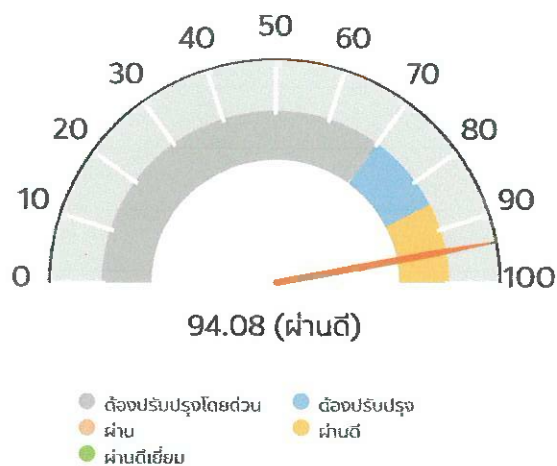 50
40 60
30 70
20 80
10 90
0 100
94.08 (ผ่านดี)
ต้องปรับปรุงโดยด่วน ต้องปรับปรุง
ผ่าน ผ่านดี
ผ่านดีเยี่ยม